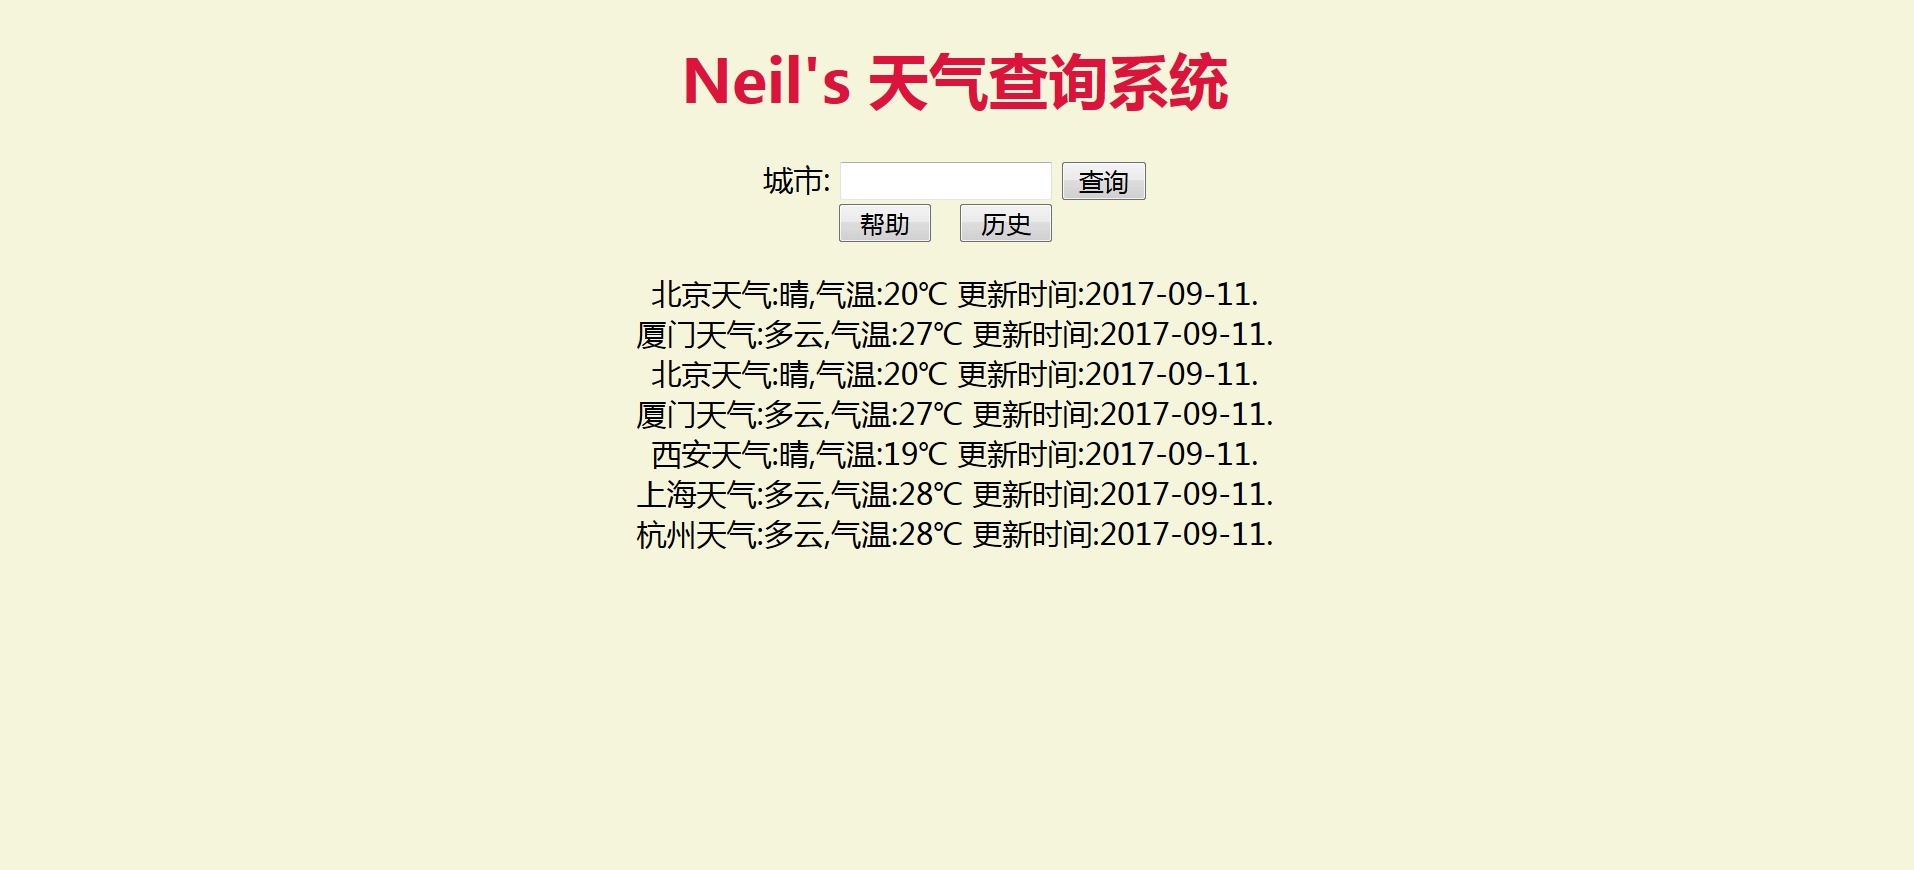 Neil's 天气查询系统
城市: 查询
帮助 历史
北京天气:晴,气温:20℃ 更新时间:2017-09-11.
厦门天气:多云,气温:27℃ 更新时间:2017-09-11.
北京天气:晴,气温:20℃ 更新时间:2017-09-11.
厦门天气:多云,气温:27℃ 更新时间:2017-09-11.
西安天气:晴,气温:19℃ 更新时间:2017-09-11.
上海天气:多云,气温:28℃ 更新时间:2017-09-11.
杭州天气:多云,气温:28℃ 更新时间:2017-09-11.